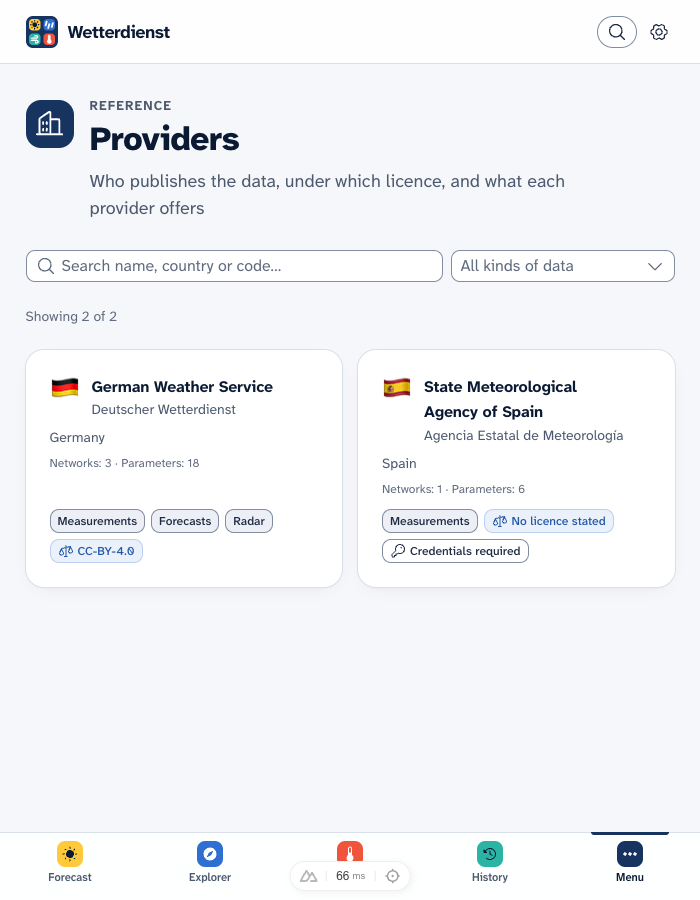 Wetterdienst
REFERENCE
Providers
Who publishes the data, under which licence, and what each
provider offers
Search name, country or code...
All kinds of data
Showing 2 of 2
German Weather Service
Deutscher Wetterdienst
Germany
Networks: 3 · Parameters: 18
Measurements
Forecasts
Radar
CC-BY-4.0
State Meteorological
Agency of Spain
Agencia Estatal de Meteorología
Spain
Networks: 1 · Parameters: 6
Measurements
No licence stated
Credentials required
Forecast
Explorer
66 ms
History
Menu